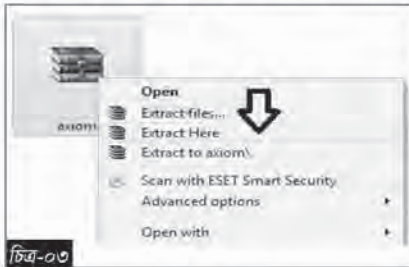 Open
Extract files...
Extract Here
axiom\
Extract to axiom\
Scan with ESET Smart Security
Advanced options
Open with
চিত্র-০৩